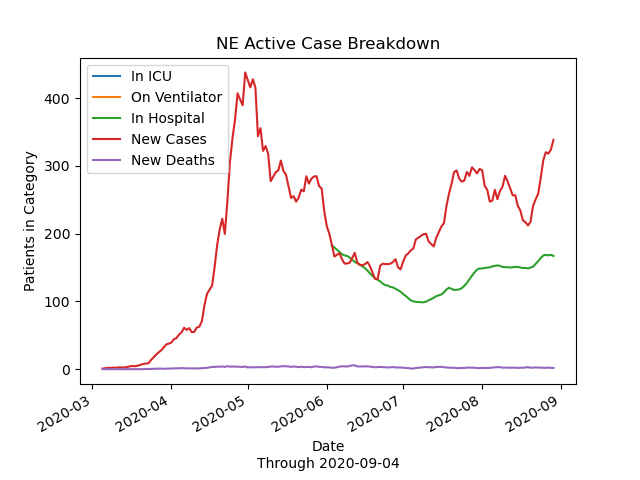 NE Active Case Breakdown
In ICU
On Ventilator
In Hospital
New Cases
New Deaths
Patients in Category
400
300
200
100
0
2020-03
2020-04
2020-05
2020-06
2020-07
2020-08
2020-09
Date
Through 2020-09-04